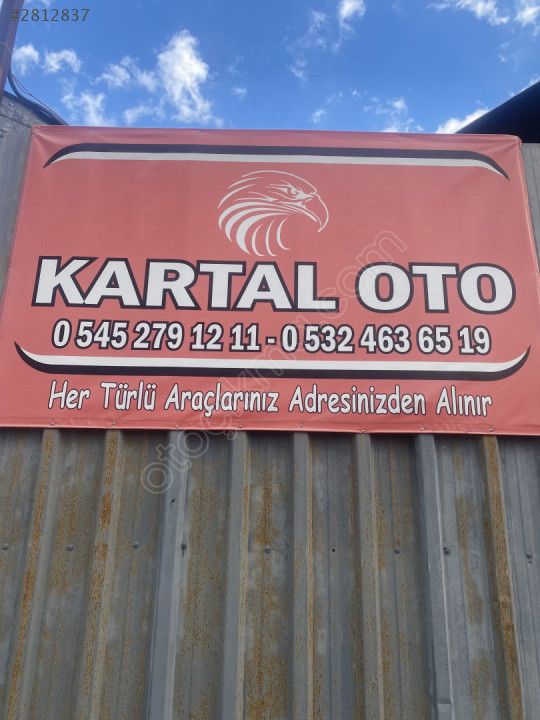 #2812837
KARTAL OTO
0 545 279 12 11 - 0 532 463 65 19
Her Türlü Araçlarınız Adresinizden Alınır